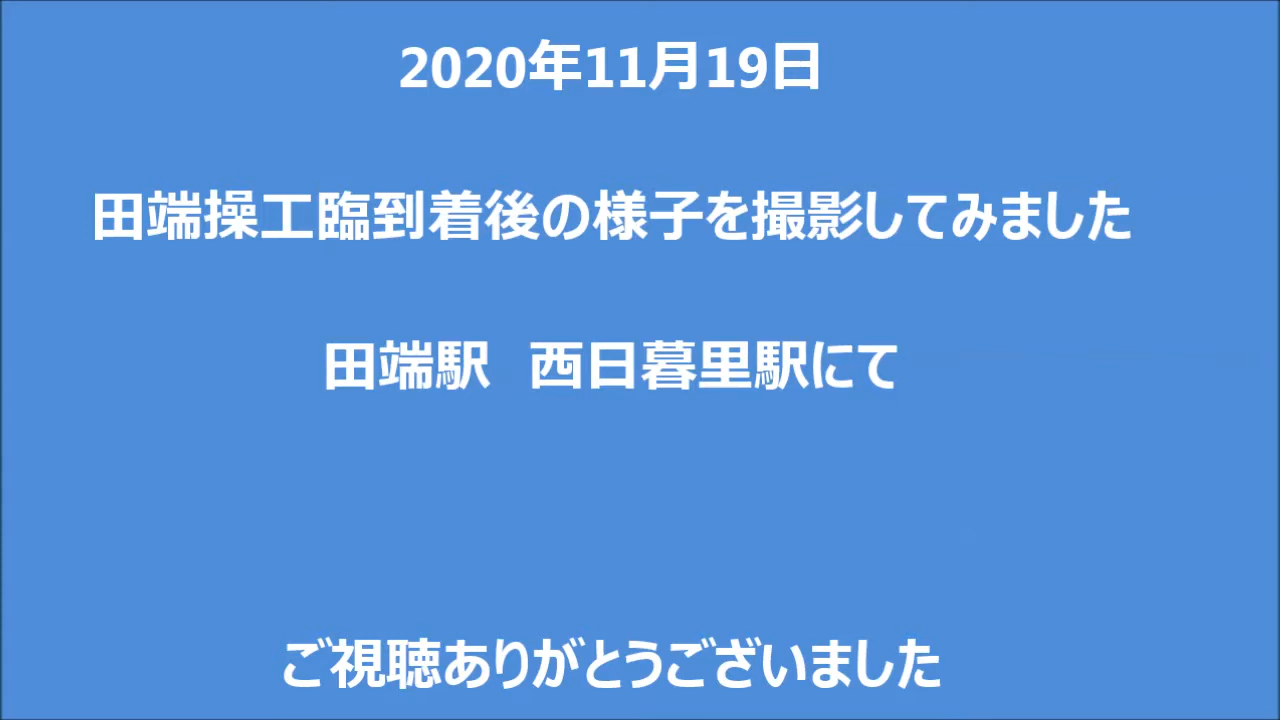 2020年11月19日
田端操工臨到着後の様子を撮影してみました
田端駅　西日暮里駅にて
ご視聴ありがとうございました